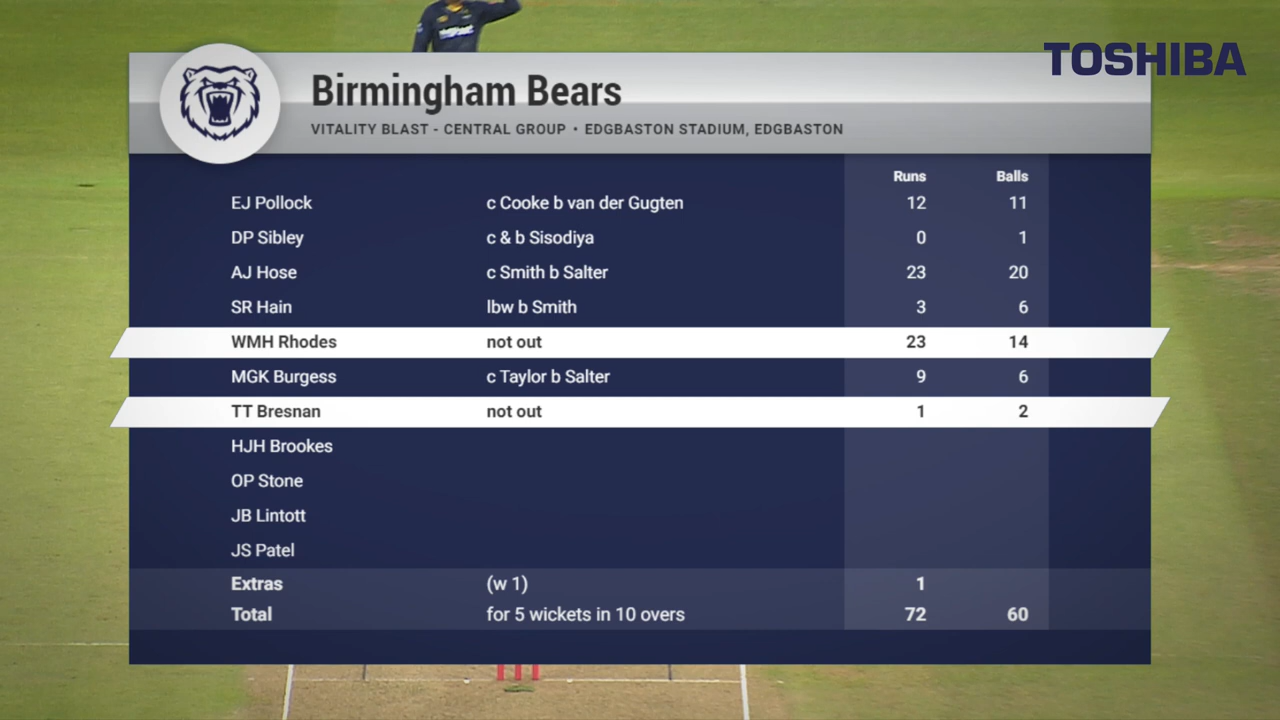 TOSHIBA
Birmingham Bears
VITALITY BLAST - CENTRAL GROUP • EDGBASTON STADIUM, EDGBASTON
Runs Balls
EJ Pollock c Cooke b van der Gugten 12 11
DP Sibley c & b Sisodiya 0 1
AJ Hose c Smith b Salter 23 20
SR Hain lbw b Smith 3 6
WMH Rhodes not out 23 14
MGK Burgess c Taylor b Salter 9 6
TT Bresnan not out 1 2
HJH Brookes
OP Stone
JB Lintott
JS Patel
Extras (w 1) 1
Total for 5 wickets in 10 overs 72 60